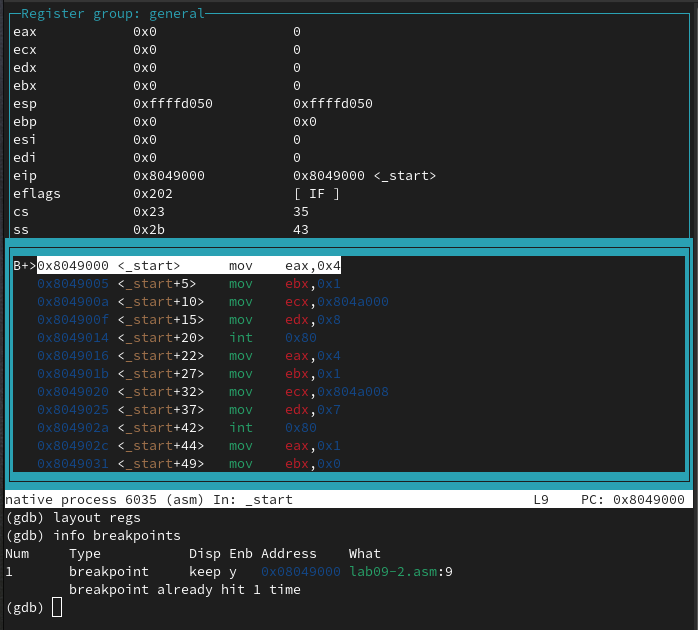 Register group: general
eax 0x0 0
ecx 0x0 0
edx 0x0 0
ebx 0x0 0
esp 0xffffd050 0xffffd050
ebp 0x0 0x0
esi 0x0 0
edi 0x0 0
eip 0x8049000 0x8049000 <_start>
eflags 0x202 [ IF ]
cs 0x23 35
ss 0x2b 43
B+>0x8049000 <_start> mov eax,0x4
0x8049005 <_start+5> mov ebx,0x1
0x804900a <_start+10> mov ecx,0x804a000
0x804900f <_start+15> mov edx,0x8
0x8049014 <_start+20> int 0x80
0x8049016 <_start+22> mov eax,0x4
0x804901b <_start+27> mov ebx,0x1
0x8049020 <_start+32> mov ecx,0x804a008
0x8049025 <_start+37> mov edx,0x7
0x804902a <_start+42> int 0x80
0x804902c <_start+44> mov eax,0x1
0x8049031 <_start+49> mov ebx,0x0
native process 6035 (asm) In: _start L9 PC: 0x8049000
(gdb) layout regs
(gdb) info breakpoints
Num Type Disp Enb Address What
1 breakpoint keep y 0x08049000 lab09-2.asm:9
breakpoint already hit 1 time
(gdb)